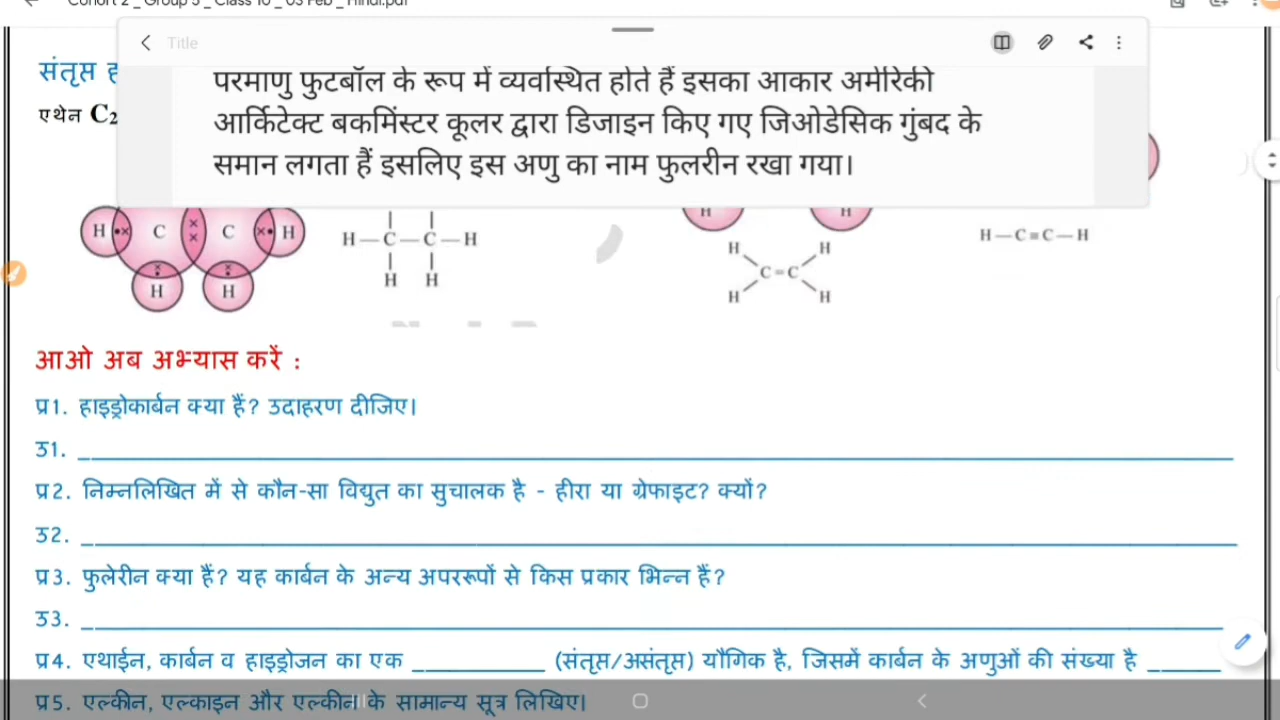 Cohort 2 _ Group 5 _ Class 10 _ 03 Feb _ Hindi.pdf
Title
परमाणु फुटबॉल के रूप में व्यवस्थित होते हैं इसका आकार अमेरिकी
आर्किटेक्ट बकमिंस्टर कूलर द्वारा डिजाइन किए गए जिओडेसिक गुंबद के
समान लगता हैं इसलिए इस अणु का नाम फुलरीन रखा गया।
संतृप्त
एथेन C₂
H C C H
H H
H—C—C—H
H H
H H
H H
C=C
H H
H—C≡C—H
आओ अब अभ्यास करें :
प्र1. हाइड्रोकार्बन क्या हैं? उदाहरण दीजिए।
उ1.
प्र2. निम्नलिखित में से कौन-सा विद्युत का सुचालक है - हीरा या ग्रेफाइट? क्यों?
उ2.
प्र3. फुलेरीन क्या हैं? यह कार्बन के अन्य अपररूपों से किस प्रकार भिन्न हैं?
उ3.
प्र4. एथाईन, कार्बन व हाइड्रोजन का एक __________ (संतृप्त/असंतृप्त) यौगिक है, जिसमें कार्बन के अणुओं की संख्या है ______
प्र5. एल्कीन, एल्काइन और एल्कीन के सामान्य सूत्र लिखिए।